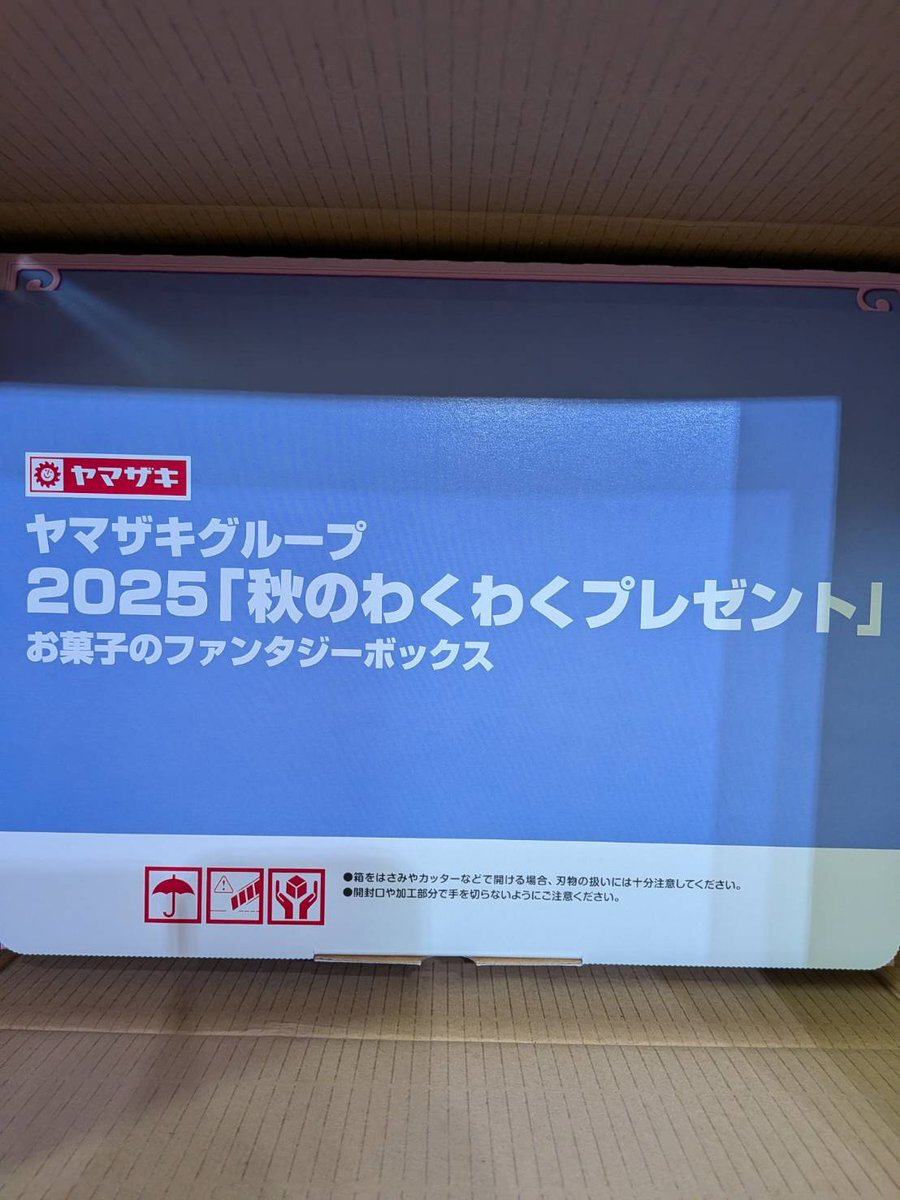 ヤマザキ
ヤマザキグループ
2025「秋のわくわくプレゼント」
お菓子のファンタジーボックス
●箱をはさみやカッターなどで開ける場合、刃物の扱いには十分注意してください。
●開封口や加工部分で手を切らないようにご注意ください。